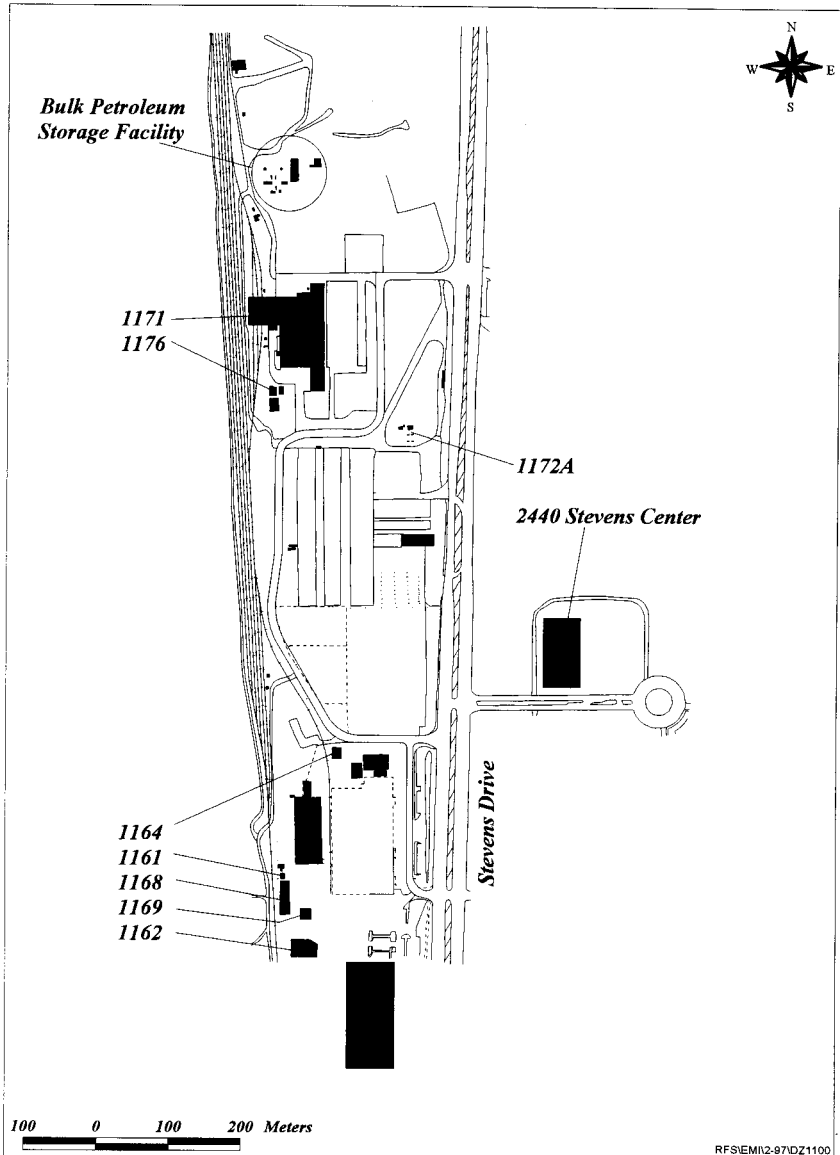 N
W E
S
Bulk Petroleum
Storage Facility
1171
1176
1172A
2440 Stevens Center
Stevens Drive
1164
1161
1168
1169
1162
100 0 100 200 Meters
RFS\EMI\2-97\DZ1100